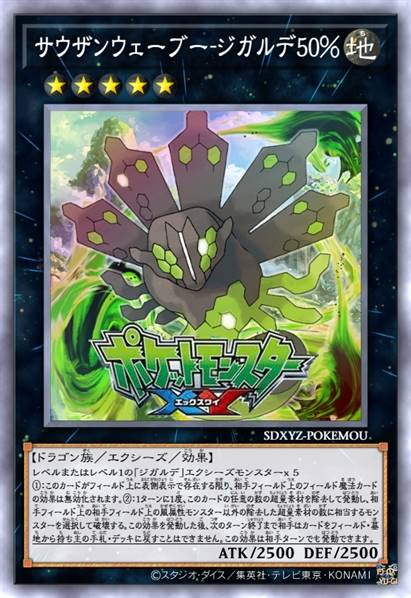 サウザンウェーブー-ジガルデ50%
地
ポケットモンスター
XY
エックスワイ
SDXYZ-POKEMOU
【ドラゴン族／エクシーズ／効果】
レベルまたはレベル1の「ジガルデ」エクシーズモンスターx 5
①:このカードがフィールド上に表側表示で存在する限り、相手フィールド上のフィールド魔法カード
の効果は無効化されます。②:1ターンに1度、このカードの任意の数の超量素材を除去して発動し、相
手フィールド上の相手フィールド上の風属性モンスター以外の除去した超量素材の数に相当するモン
スターを選択して破壊する。この効果を発動した後、次のターン終了まで相手はカードをフィールド・墓
地から持ち主の手札・デッキに戻すことはできません。この効果は相手ターンでも発動できる。
ATK/2500 DEF/2500
©スタジオ・ダイス／集英社・テレビ東京・KONAMI